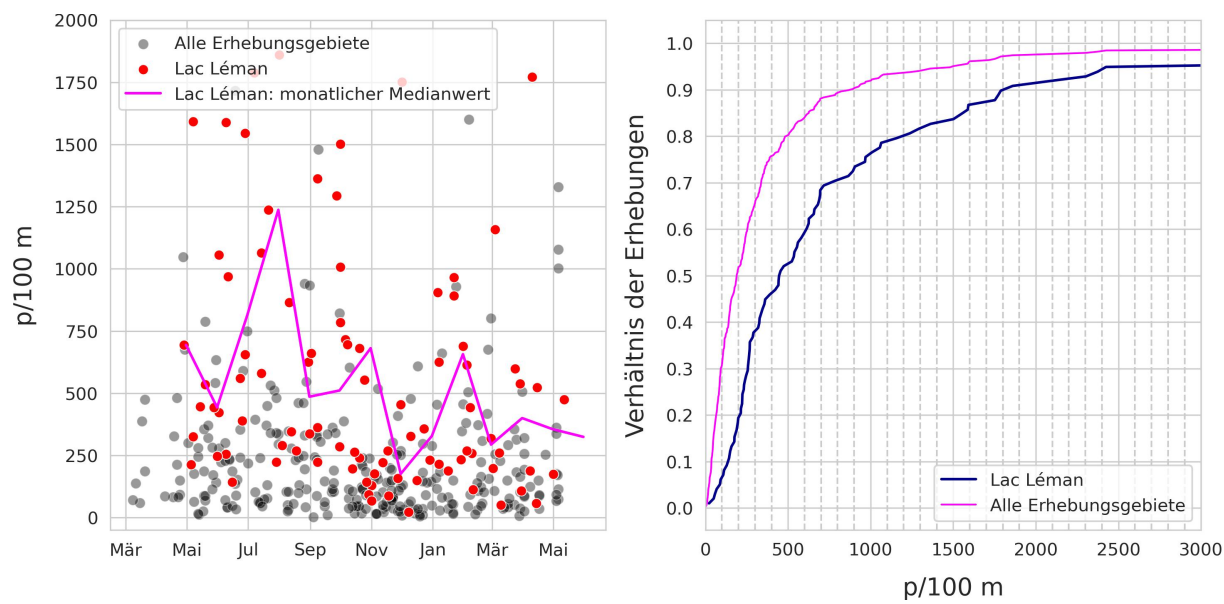 p/100 m
2000
1750
1500
1250
1000
750
500
250
0
Alle Erhebungsgebiete
Lac Léman
Lac Léman: monatlicher Medianwert
Mär
Mai
Jul
Sep
Nov
Jan
Mär
Mai
Verhältnis der Erhebungen
1.0
0.9
0.8
0.7
0.6
0.5
0.4
0.3
0.2
0.1
0.0
Lac Léman
Alle Erhebungsgebiete
0
500
1000
1500
2000
2500
3000
p/100 m